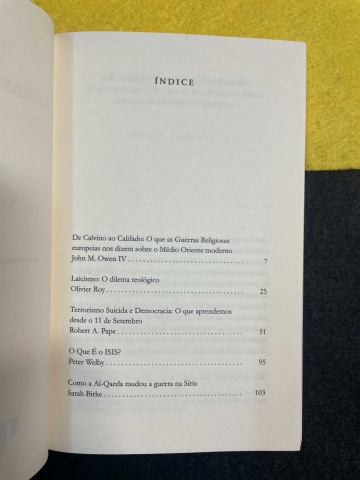 ÍNDICE
De Calvino ao Califado: O que as Guerras Religiosas
europeias nos dizem sobre o Médio Oriente moderno
John M. Owen IV . . . . . . . . . . . . . . . . . . . . . . . . . . . . . 7
Laicismo: O dilema teológico
Olivier Roy . . . . . . . . . . . . . . . . . . . . . . . . . . . . . . . . . . 25
Terrorismo Suicida e Democracia: O que aprendemos
desde o 11 de Setembro
Robert A. Pape . . . . . . . . . . . . . . . . . . . . . . . . . . . . . . . 51
O Que É o ISIS?
Peter Welby . . . . . . . . . . . . . . . . . . . . . . . . . . . . . . . . . 95
Como a Al-Qaeda mudou a guerra na Síria
Sarah Birke . . . . . . . . . . . . . . . . . . . . . . . . . . . . . . . . . 103